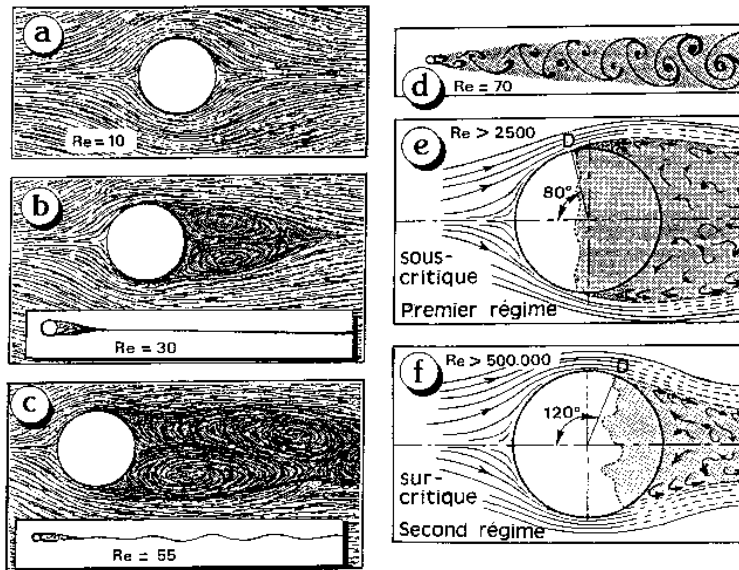 a
Re = 10
b
Re = 30
c
Re = 55
d
Re = 70
Re > 2500
D
e
80°
sous-
critique
Premier régime
Re > 500.000
D
f
120°
sur-
critique
Second régime